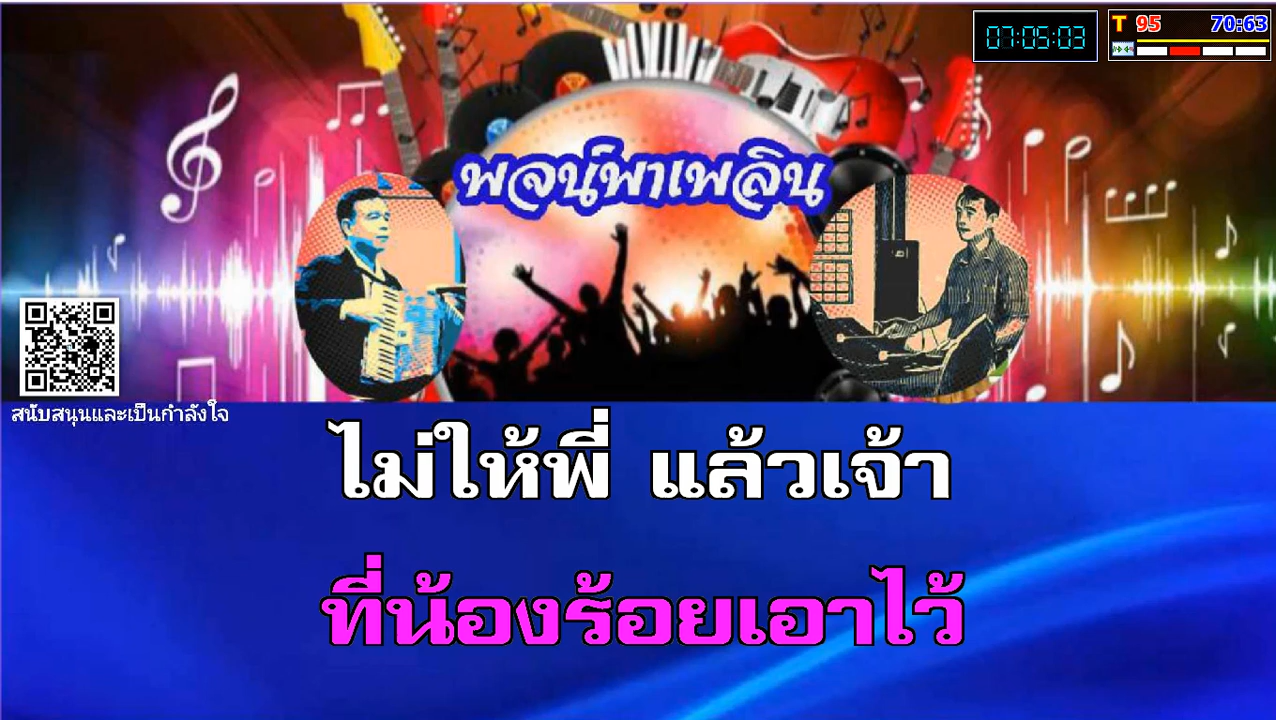 07:05:03
T 95 70:63
พจน์พาเพลิน
สนับสนุนและเป็นกำลังใจ
ไม่ให้พี่ แล้วเจ้า
ที่น้องร้อยเอาไว้